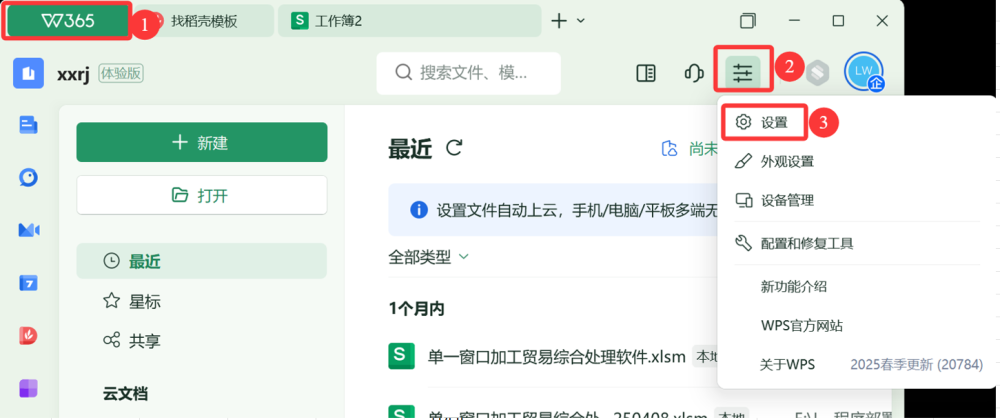 W365
1
找稻壳模板
S 工作簿2
xxrj 体验版
搜索文件、模...
2
LW
企
新建
打开
最近
星标
共享
云文档
7
最近
尚未
设置文件自动上云，手机/电脑/平板多端无
全部类型
1个月内
S 单一窗口加工贸易综合处理软件.xlsm 本地
S 单一窗口加工贸易综合处...250408.xlsm 本地
设置
3
外观设置
设备管理
配置和修复工具
新功能介绍
WPS官方网站
关于WPS 2025春季更新 (20784)